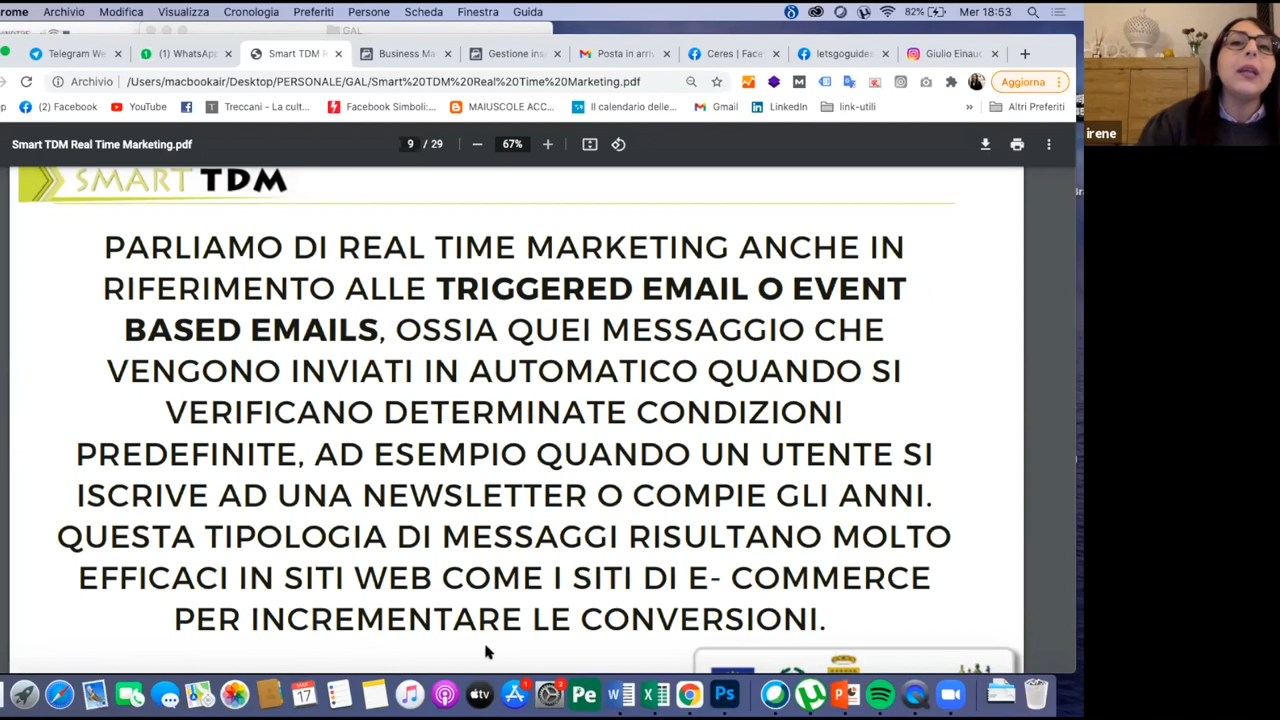 Modifica
Archivio
Visualizza
Cronologia
Preferiti
Persone
Scheda
Finestra
Guida
82%
Mer 18:53
GAL
Telegram We
WhatsApp
Smart TDM R
Business Ma
Gestione ins
Posta in arriv
Ceres | Face
letsgoguide
Giulio Einauc
Archivio
/Users/macbookair/Desktop/PERSONALE/GAL/Smart%20TDM%20Real%20Time%20Marketing.pdf
Aggiorna
(2) Facebook
YouTube
Treccani - La cult...
Facebook Simboli:...
MAIUSCOLE ACC...
Il calendario delle...
Gmail
LinkedIn
link-utili
»
Altri Preferiti
Smart TDM Real Time Marketing.pdf
9 / 29
67%
SMART TDM
PARLIAMO DI REAL TIME MARKETING ANCHE IN
RIFERIMENTO ALLE TRIGGERED EMAIL O EVENT
BASED EMAILS, OSSIA QUEI MESSAGGIO CHE
VENGONO INVIATI IN AUTOMATICO QUANDO SI
VERIFICANO DETERMINATE CONDIZIONI
PREDEFINITE, AD ESEMPIO QUANDO UN UTENTE SI
ISCRIVE AD UNA NEWSLETTER O COMPIE GLI ANNI.
QUESTA TIPOLOGIA DI MESSAGGI RISULTANO MOLTO
EFFICACI IN SITI WEB COME I SITI DI E- COMMERCE
PER INCREMENTARE LE CONVERSIONI.
irene
17
tv
Pe
Ps